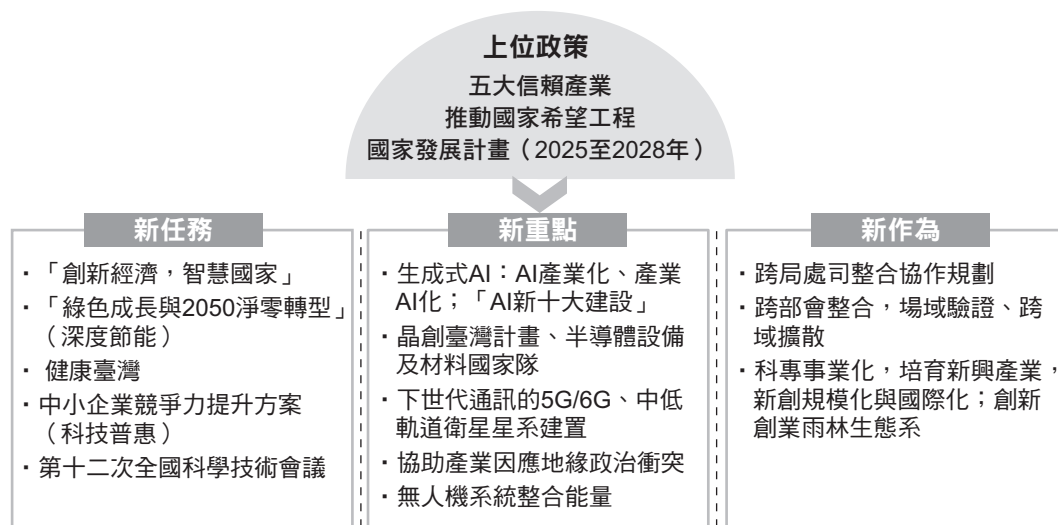 上位政策
五大信賴產業
推動國家希望工程
國家發展計畫（2025至2028年）
新任務
・「創新經濟，智慧國家」
・「綠色成長與2050淨零轉型」
（深度節能）
・ 健康臺灣
・中小企業競爭力提升方案
（科技普惠）
・第十二次全國科學技術會議
新重點
・生成式AI：AI產業化、產業
AI化；「AI新十大建設」
・晶創臺灣計畫、半導體設備
及材料國家隊
・下世代通訊的5G/6G、中低
軌道衛星星系建置
・協助產業因應地緣政治衝突
・無人機系統整合能量
新作為
・跨局處司整合協作規劃
・跨部會整合，場域驗證、跨
域擴散
・科專事業化，培育新興產業，
新創規模化與國際化；創新
創業雨林生態系